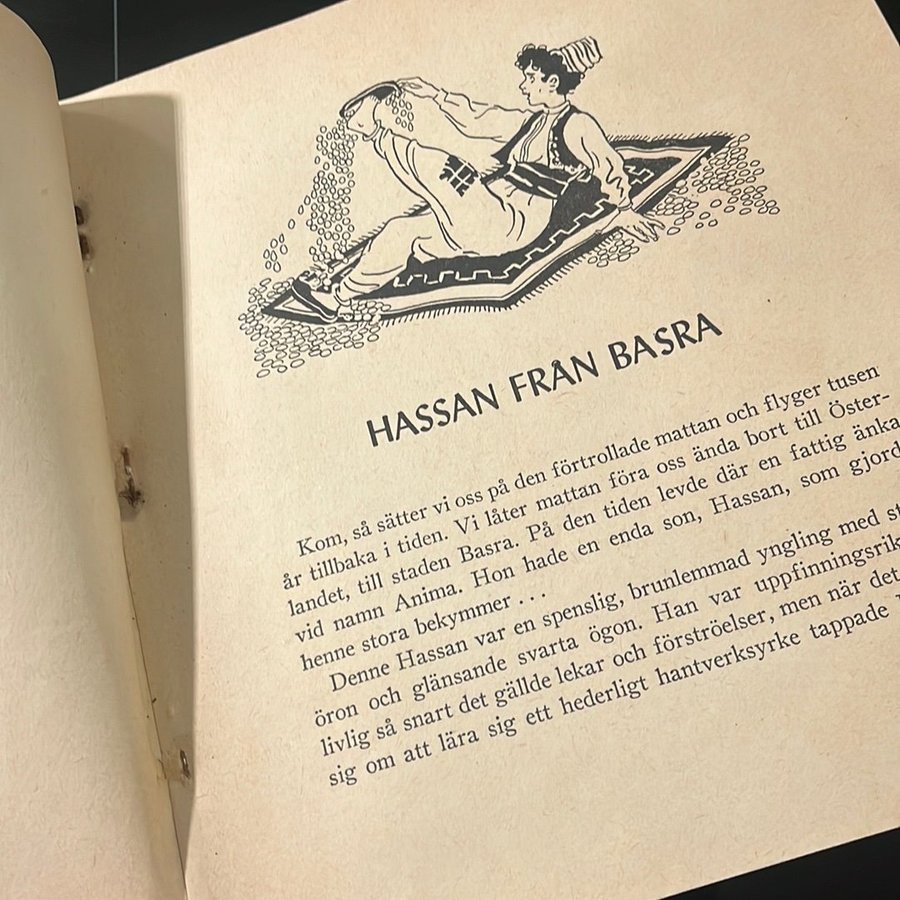 HASSAN FRÅN BASRA
Kom, så sätter vi oss på den förtrollade mattan och flyger tusen
år tillbaka i tiden. Vi låter mattan föra oss ända bort till Öster-
landet, till staden Basra. På den tiden levde där en fattig änka
vid namn Anima. Hon hade en enda son, Hassan, som gjord
henne stora bekymmer . . .
Denne Hassan var en spenslig, brunlemmad yngling med st
öron och glänsande svarta ögon. Han var uppfinningsrik
livlig så snart det gällde lekar och förströelser, men när det
sig om att lära sig ett hederligt hantverksyrke tappade